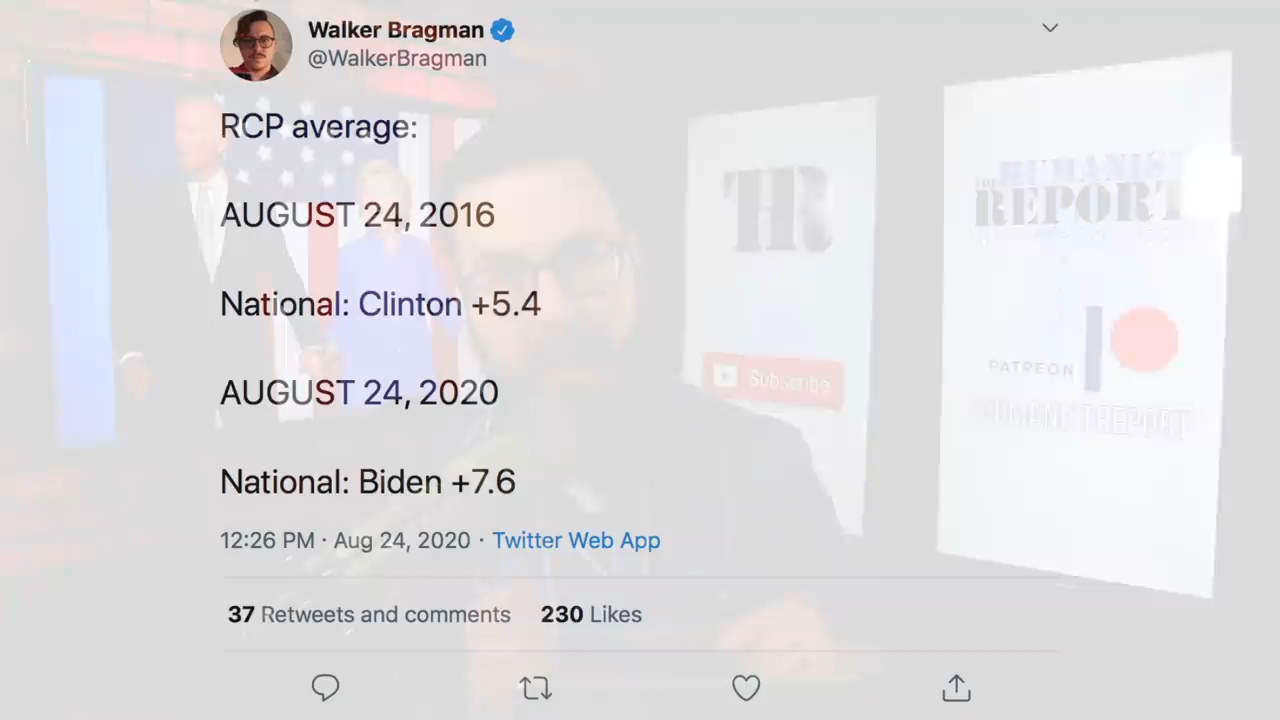 Walker Bragman
@WalkerBragman
RCP average:
AUGUST 24, 2016
National: Clinton +5.4
AUGUST 24, 2020
National: Biden +7.6
12:26 PM · Aug 24, 2020 · Twitter Web App
37 Retweets and comments 230 Likes
THR
Subscribe
THE HUMANIST
REPORT
PATREON